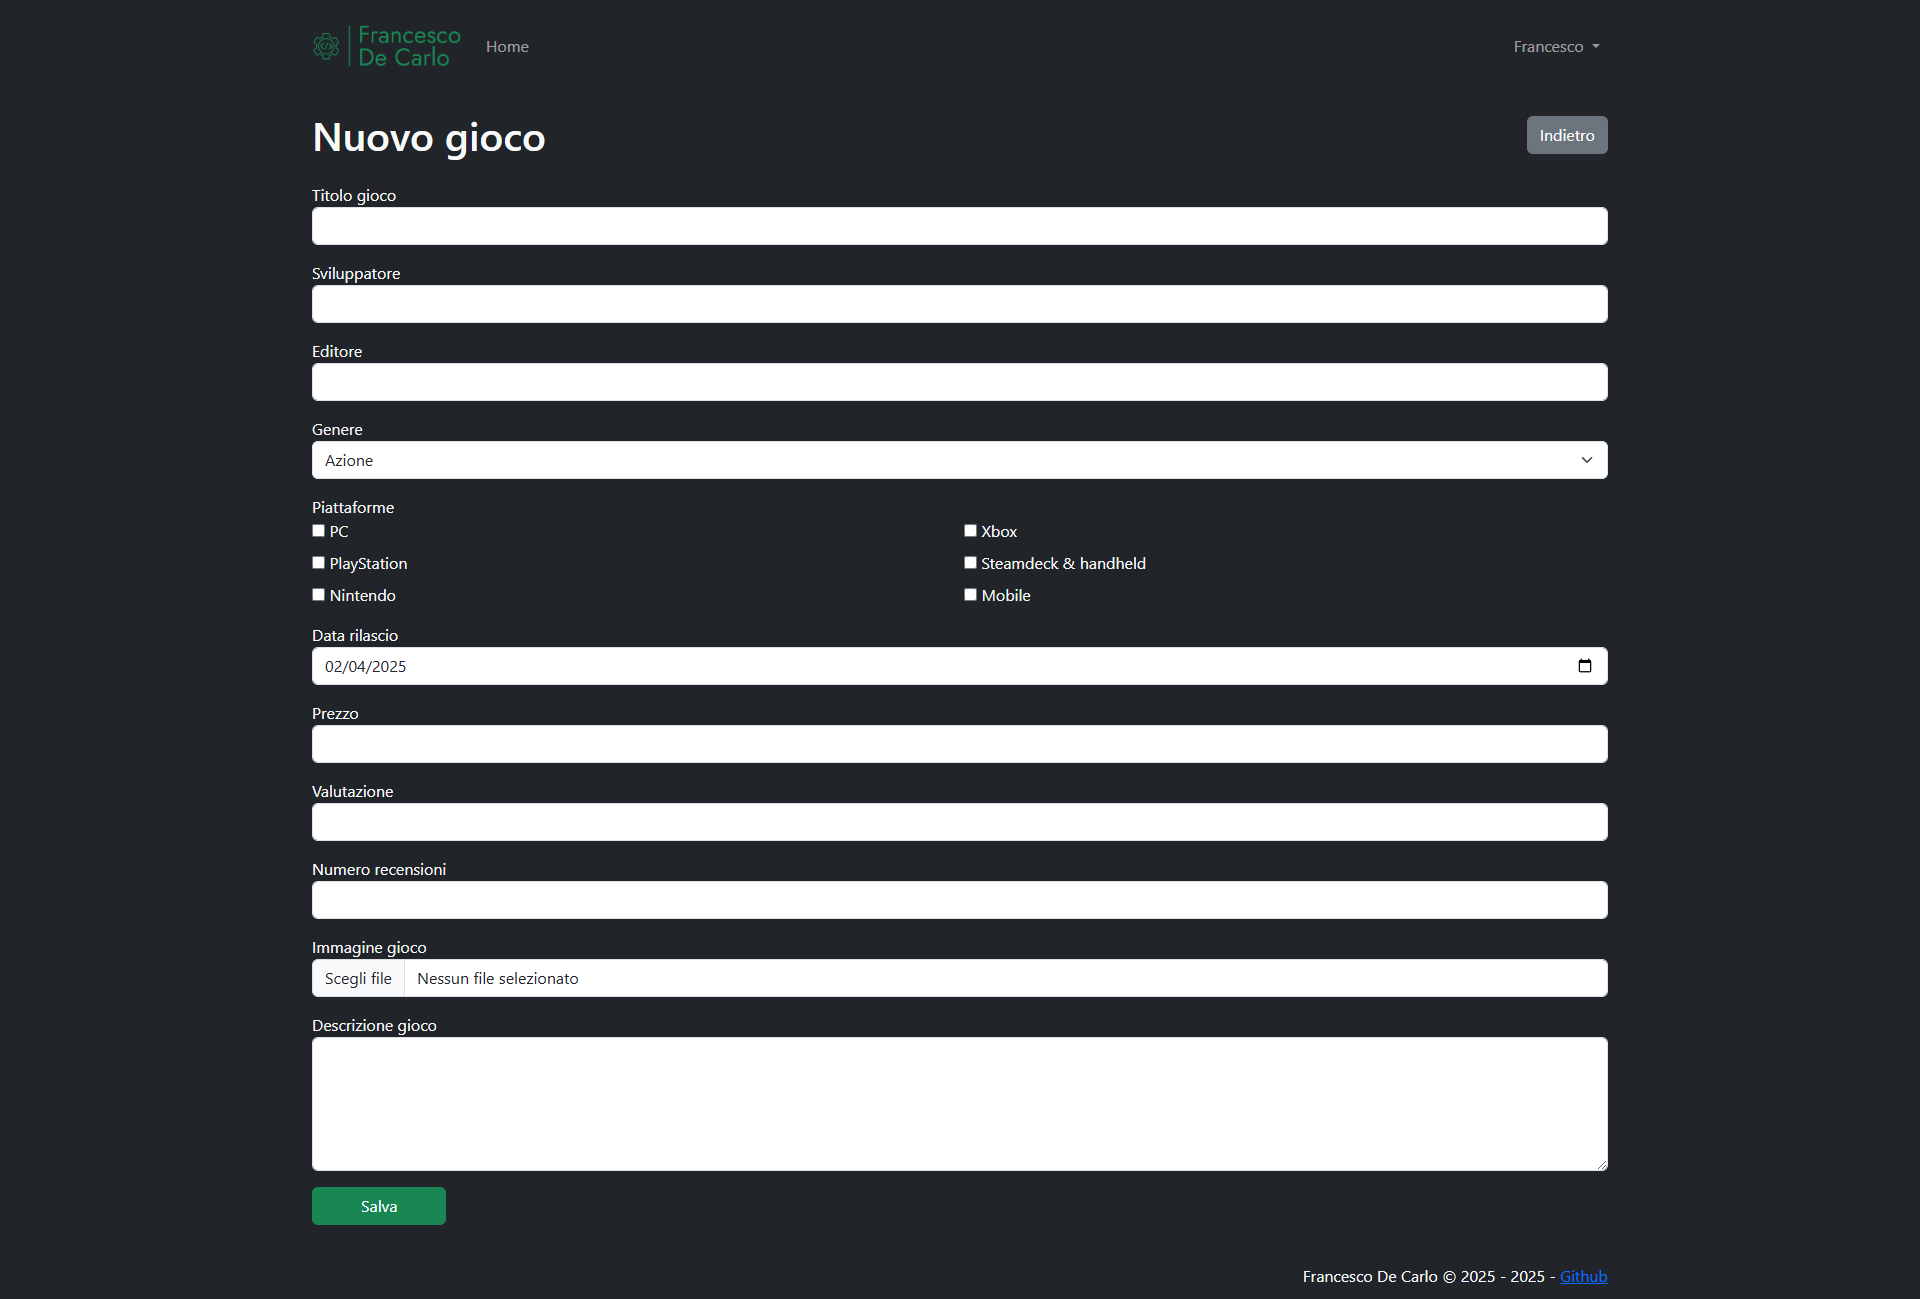 Francesco
De Carlo
Home
Francesco
Nuovo gioco
Indietro
Titolo gioco
Sviluppatore
Editore
Genere
Azione
Piattaforme
PC
Xbox
PlayStation
Steamdeck & handheld
Nintendo
Mobile
Data rilascio
02/04/2025
Prezzo
Valutazione
Numero recensioni
Immagine gioco
Scegli file Nessun file selezionato
Descrizione gioco
Salva
Francesco De Carlo © 2025 - 2025 - Github